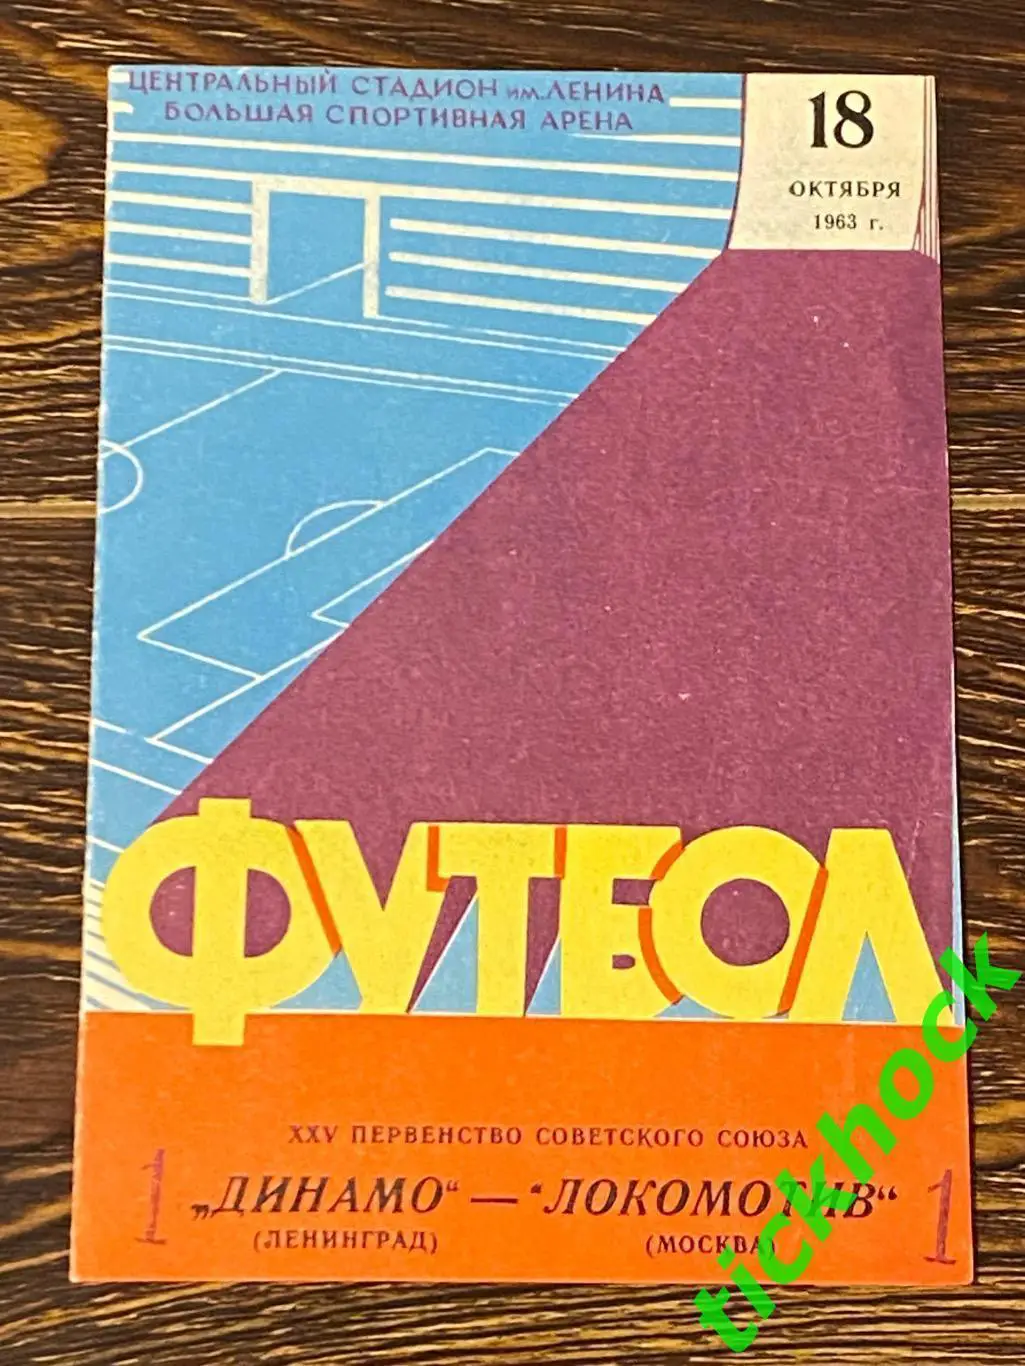 ЦЕНТРАЛЬНЫЙ СТАДИОН им. ЛЕНИНА
БОЛЬШАЯ СПОРТИВНАЯ АРЕНА
18
ОКТЯБРЯ
1963 г.
ФУТБОЛ
XXV ПЕРВЕНСТВО СОВЕТСКОГО СОЮЗА
„ДИНАМО“ — “ЛОКОМОТИВ“
(ЛЕНИНГРАД) (МОСКВА)
1 1
tickhock